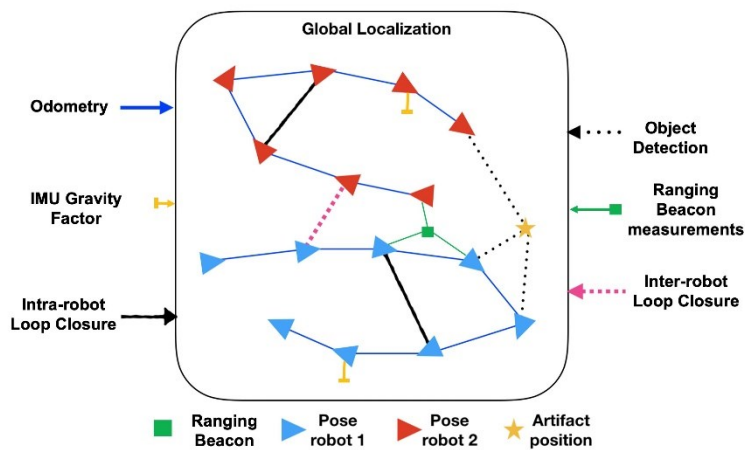 Global Localization
Odometry
IMU Gravity
Factor
Intra-robot
Loop Closure
Object
Detection
Ranging
Beacon
measurements
Inter-robot
Loop Closure
Ranging
Beacon
Pose
robot 1
Pose
robot 2
Artifact
position